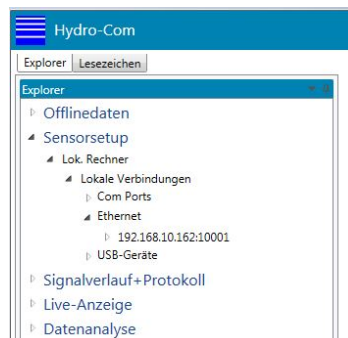 Hydro-Com
Explorer Lesezeichen
Explorer
Offlinedaten
Sensorsetup
Lok. Rechner
Lokale Verbindungen
Com Ports
Ethernet
192.168.10.162:10001
USB-Geräte
Signalverlauf+Protokoll
Live-Anzeige
Datenanalyse